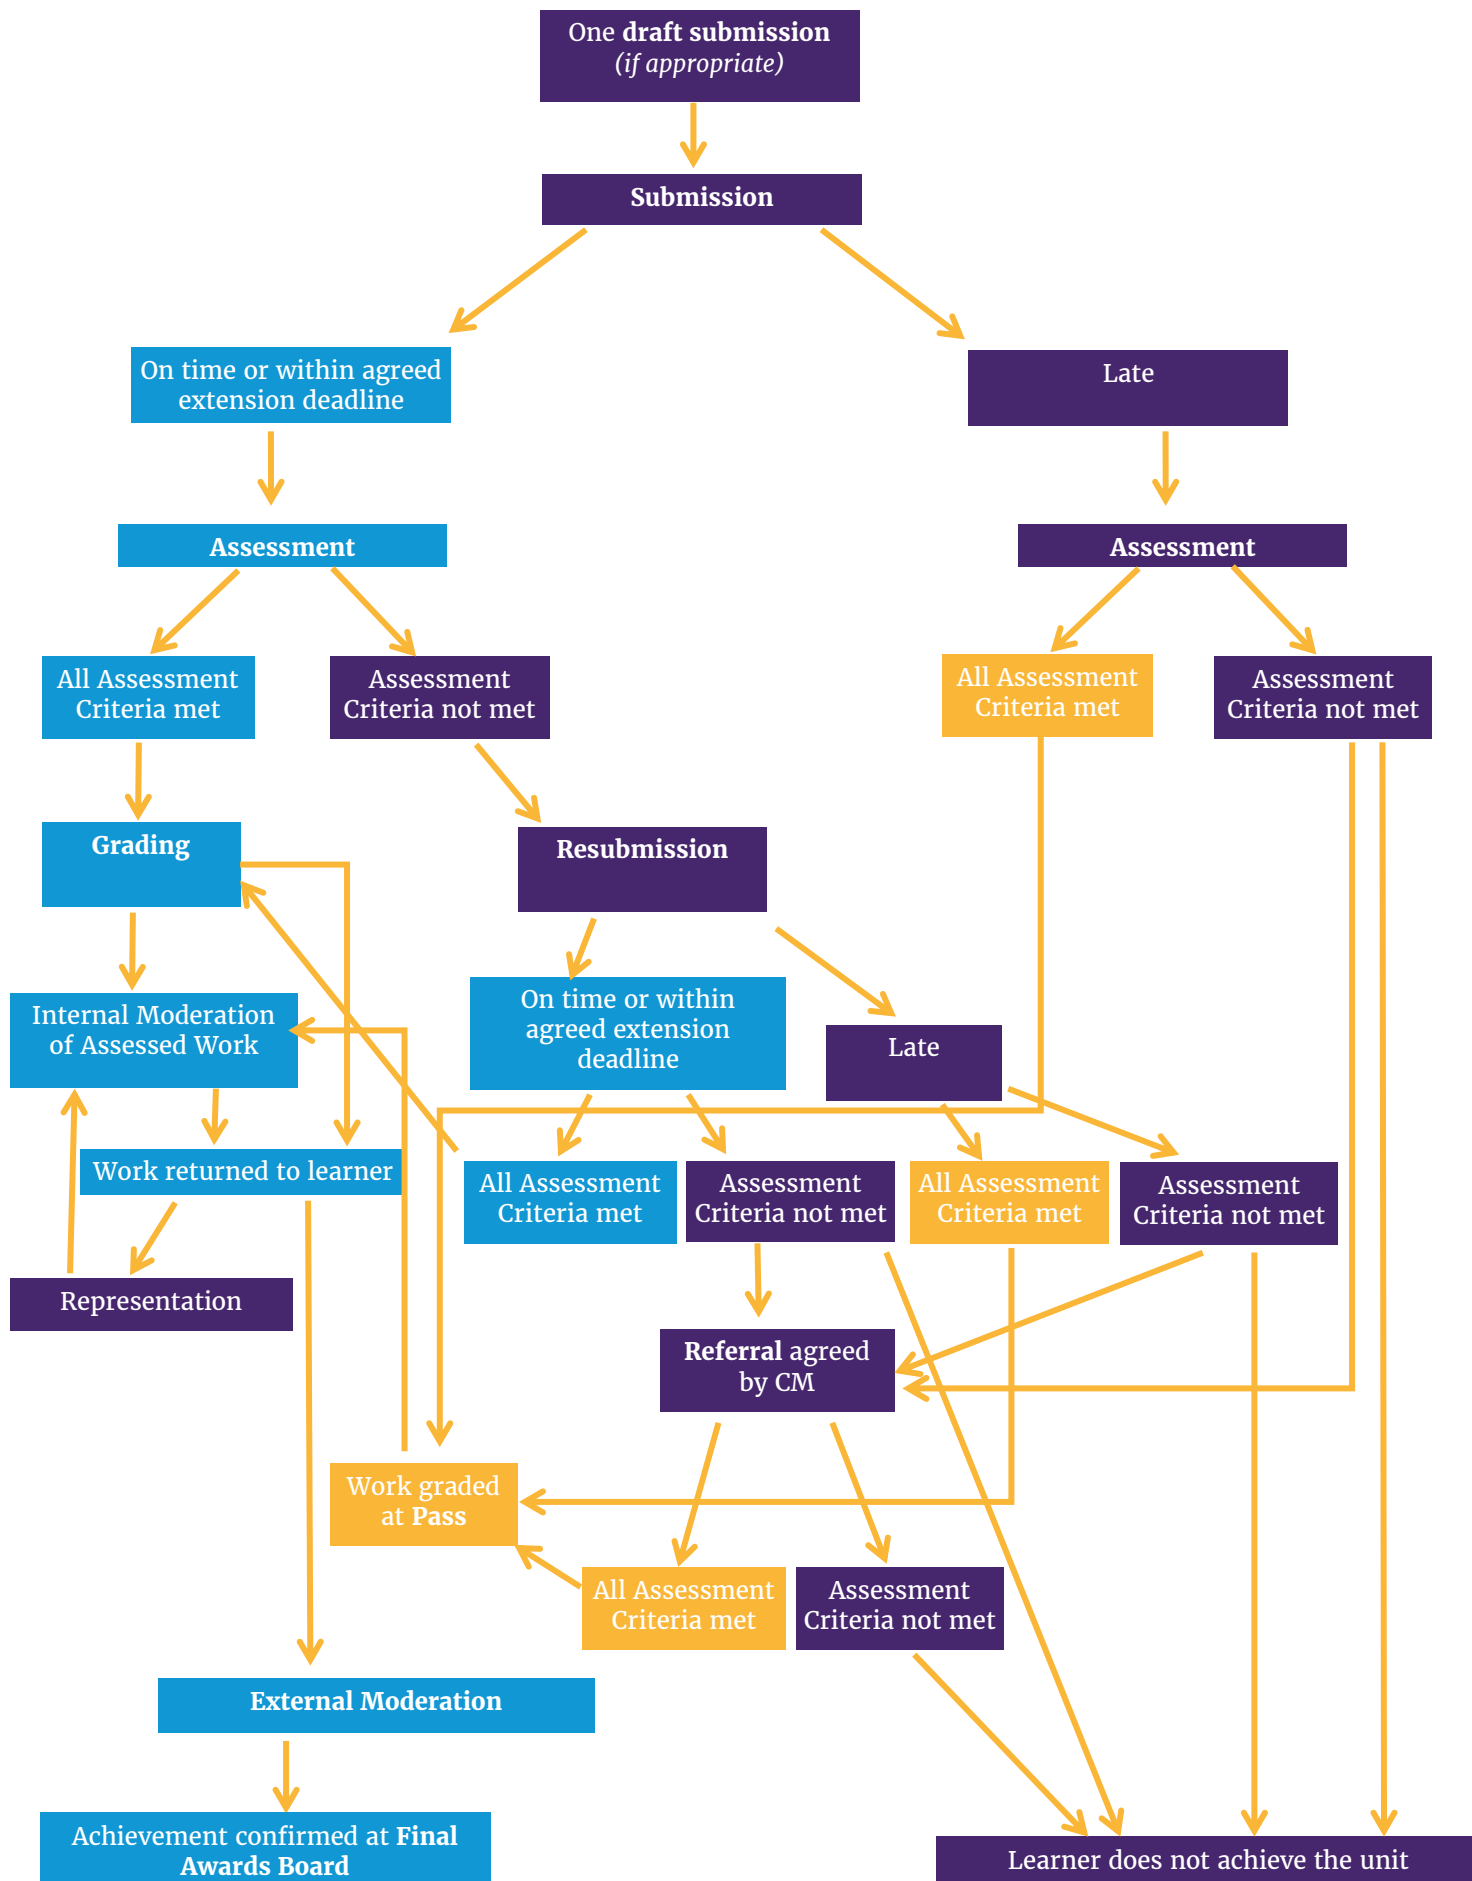 One draft submission
(if appropriate)
Submission
On time or within agreed
extension deadline
Late
Assessment
Assessment
All Assessment
Criteria met
Assessment
Criteria not met
All Assessment
Criteria met
Assessment
Criteria not met
Grading
Resubmission
Internal Moderation
of Assessed Work
On time or within
agreed extension
deadline
Late
Work returned to learner
All Assessment
Criteria met
Assessment
Criteria not met
All Assessment
Criteria met
Assessment
Criteria not met
Representation
Referral agreed
by CM
Work graded
at Pass
All Assessment
Criteria met
Assessment
Criteria not met
External Moderation
Achievement confirmed at Final
Awards Board
Learner does not achieve the unit